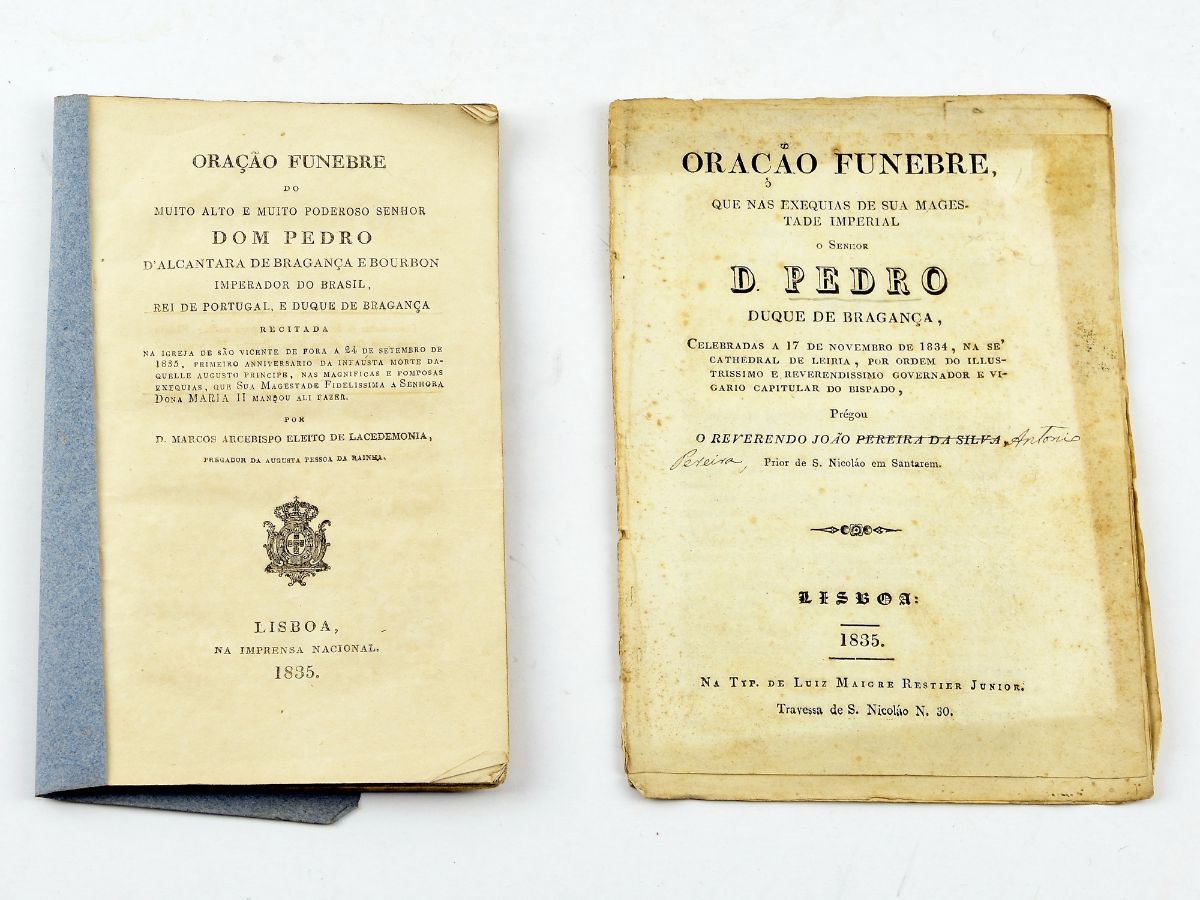 ORAÇÃO FUNEBRE
DO
MUITO ALTO E MUITO PODEROSO SENHOR
DOM PEDRO
D'ALCANTARA DE BRAGANÇA E BOURBON
IMPERADOR DO BRASIL,
REI DE PORTUGAL, E DUQUE DE BRAGANÇA
RECITADA
NA IGREJA DE SÃO VICENTE DE FORA A 24 DE SETEMBRO DE
1835, PRIMEIRO ANNIVERSARIO DA INFAUSTA MORTE DA-
QUELLE AUGUSTO PRINCIPE, NAS MAGNIFICAS E POMPOSAS
EXEQUIAS, QUE SUA MAGESTADE FIDELISSIMA A SENHORA
DONA MARIA II MANDOU ALI FAZER.
POR
D. MARCOS ARCEBISPO ELEITO DE LACEDEMONIA,
PREGADOR DA AUGUSTA PESSOA DA RAINHA.
LISBOA,
NA IMPRENSA NACIONAL.
1835.
ORAÇÃO FUNEBRE,
QUE NAS EXEQUIAS DE SUA MAGES-
TADE IMPERIAL
O SENHOR
D. PEDRO
DUQUE DE BRAGANÇA,
CELEBRADAS A 17 DE NOVEMBRO DE 1834, NA SE'
CATHEDRAL DE LEIRIA, POR ORDEM DO ILLUS-
TRISSIMO E REVERENDISSIMO GOVERNADOR E VI-
GARIO CAPITULAR DO BISPADO,
Prégou
O REVERENDO JOÃO PEREIRA DA SILVA, Antonio
Pereira, Prior de S. Nicoláo em Santarem.
LISBOA:
1835.
NA TYP. DE LUIZ MAIGRE RESTIER JUNIOR.
Travessa de S. Nicoláo N. 30.